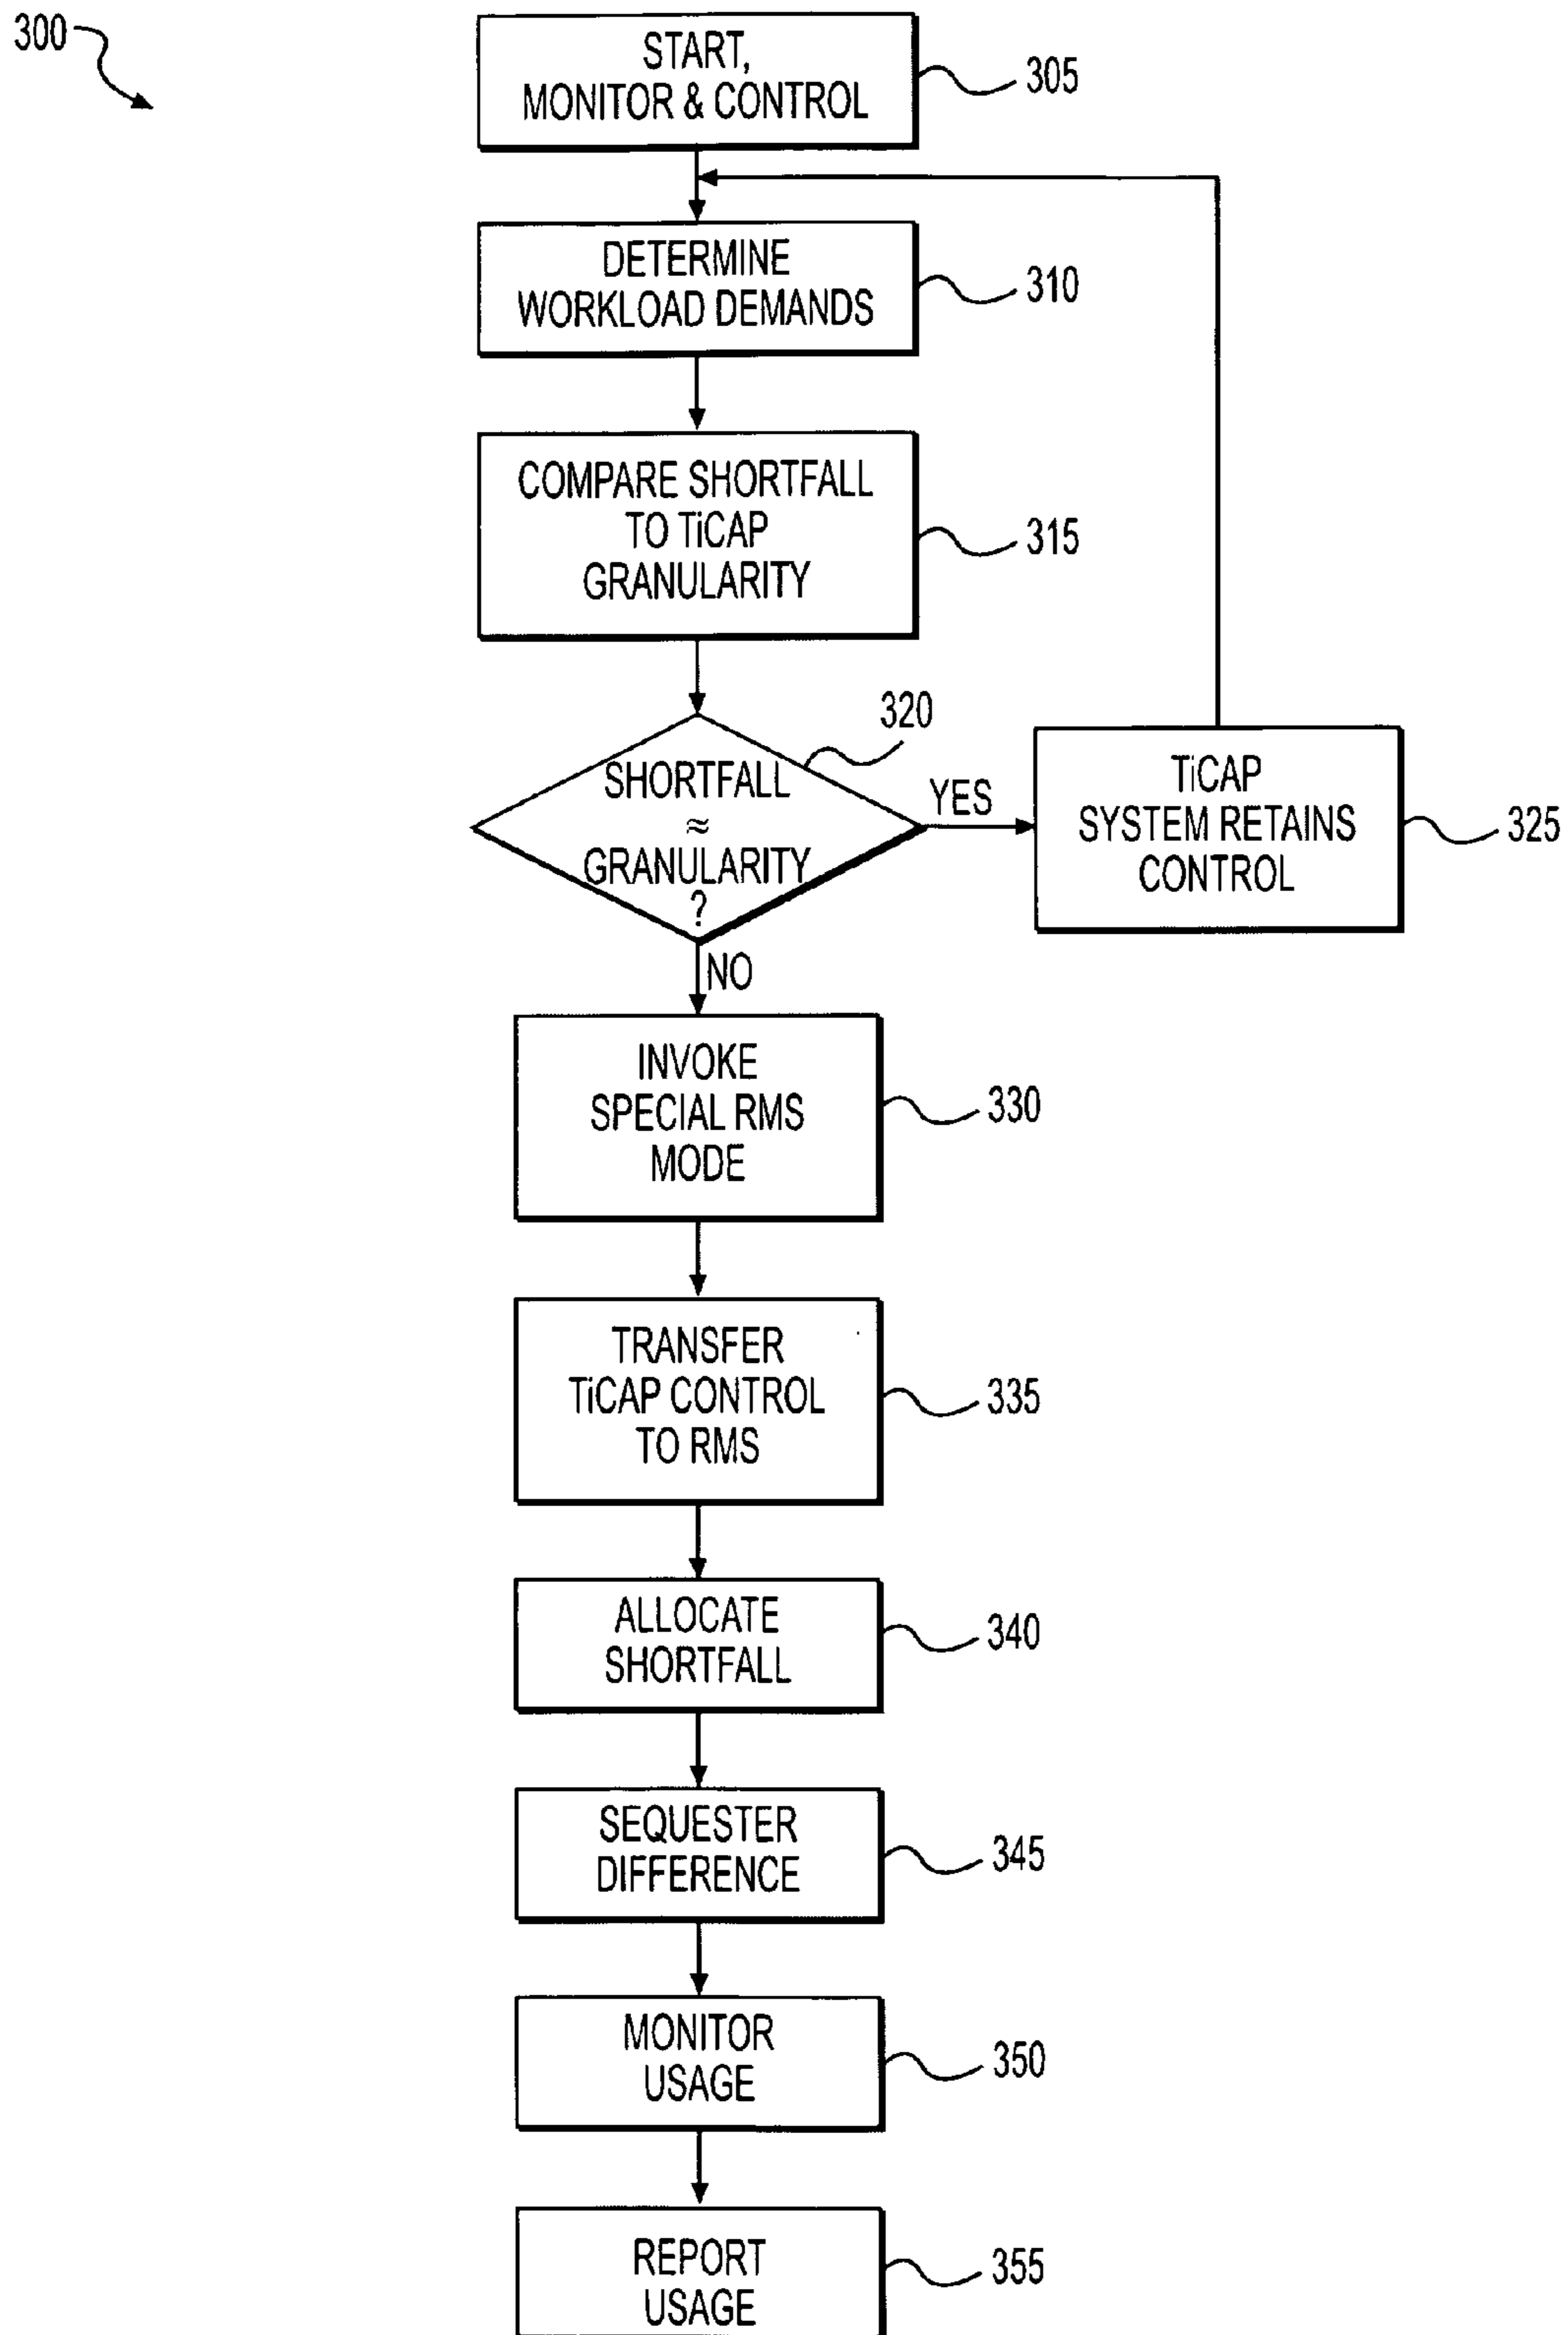 300
START,
MONITOR & CONTROL
305
DETERMINE
WORKLOAD DEMANDS
310
COMPARE SHORTFALL
TO TiCAP
GRANULARITY
315
320
SHORTFALL
≈
GRANULARITY
?
YES
TiCAP
SYSTEM RETAINS
CONTROL
325
NO
INVOKE
SPECIAL RMS
MODE
330
TRANSFER
TiCAP CONTROL
TO RMS
335
ALLOCATE
SHORTFALL
340
SEQUESTER
DIFFERENCE
345
MONITOR
USAGE
350
REPORT
USAGE
355